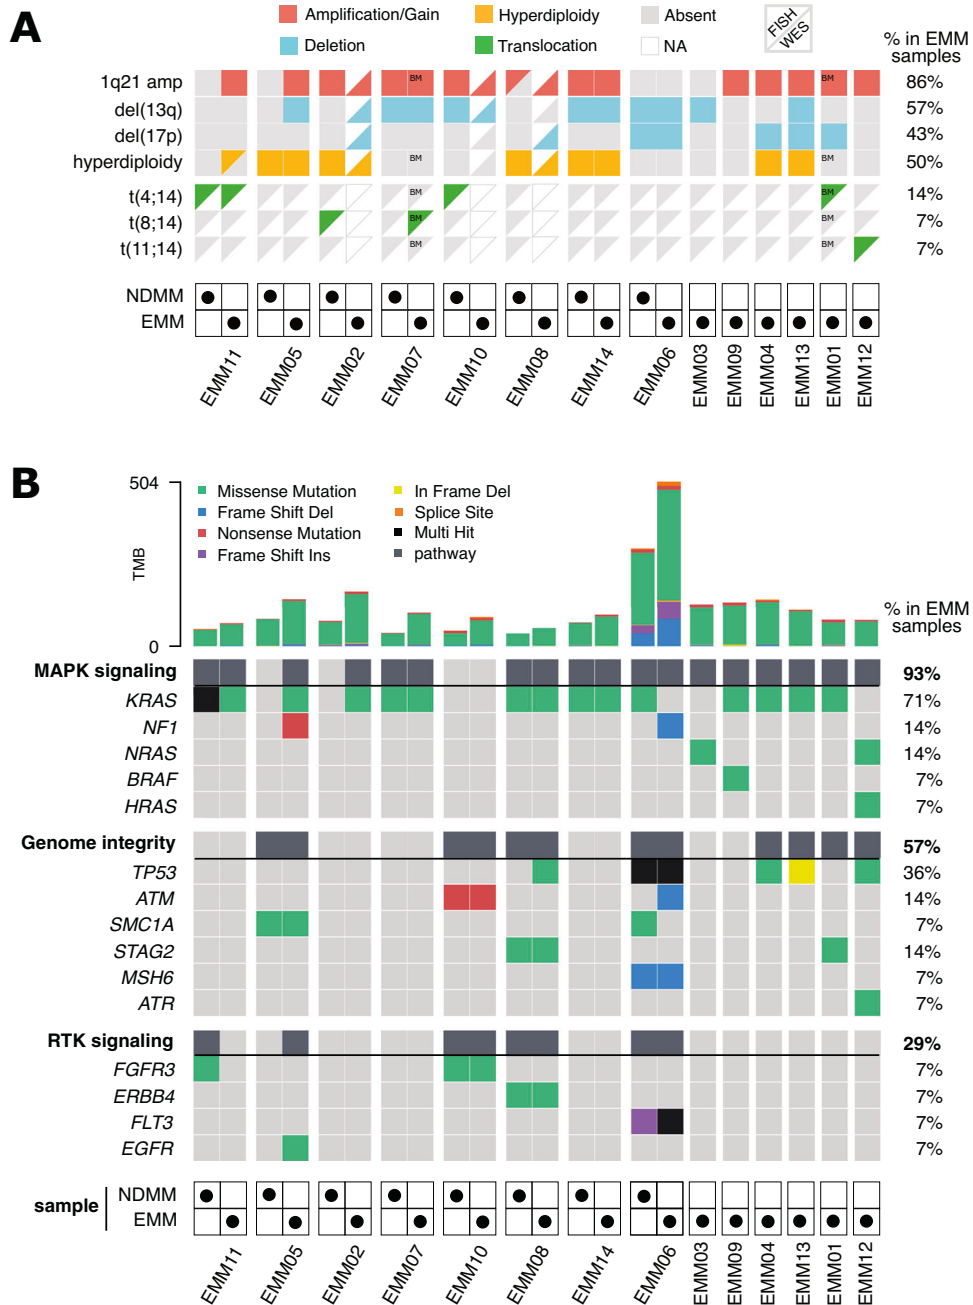 A
Amplification/Gain
Hyperdiploidy
Absent
FISH
WES
Deletion
Translocation
NA
% in EMM
samples
1q21 amp
BM
BM
86%
del(13q)
57%
del(17p)
43%
hyperdiploidy
BM
BM
50%
t(4;14)
BM
BM
14%
t(8;14)
BM
BM
7%
t(11;14)
BM
BM
7%
NDMM
EMM
EMM11
EMM05
EMM02
EMM07
EMM10
EMM08
EMM14
EMM06
EMM03
EMM09
EMM04
EMM13
EMM01
EMM12
B
504
TMB
0
Missense Mutation
In Frame Del
Frame Shift Del
Splice Site
Nonsense Mutation
Multi Hit
Frame Shift Ins
pathway
% in EMM
samples
MAPK signaling
93%
KRAS
71%
NF1
14%
NRAS
14%
BRAF
7%
HRAS
7%
Genome integrity
57%
TP53
36%
ATM
14%
SMC1A
7%
STAG2
14%
MSH6
7%
ATR
7%
RTK signaling
29%
FGFR3
7%
ERBB4
7%
FLT3
7%
EGFR
7%
sample
NDMM
EMM
EMM11
EMM05
EMM02
EMM07
EMM10
EMM08
EMM14
EMM06
EMM03
EMM09
EMM04
EMM13
EMM01
EMM12